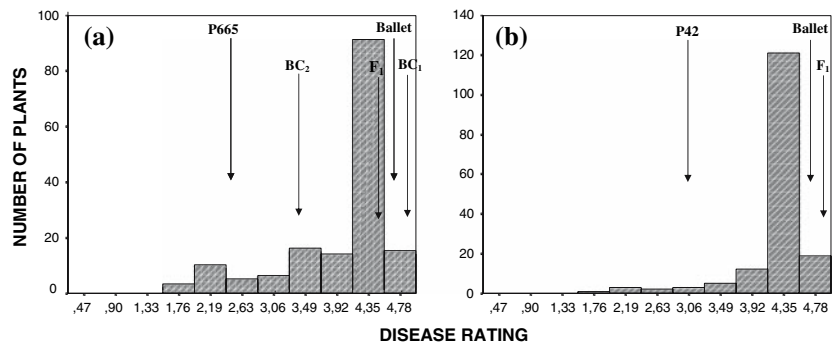 (a)
P665
Ballet
BC₂
F₁
BC₁
100
80
60
40
20
0
NUMBER OF PLANTS
,47 ,90 1,33 1,76 2,19 2,63 3,06 3,49 3,92 4,35 4,78
(b)
P42
Ballet
F₁
140
120
100
80
60
40
20
0
,47 ,90 1,33 1,76 2,19 2,63 3,06 3,49 3,92 4,35 4,78
DISEASE RATING